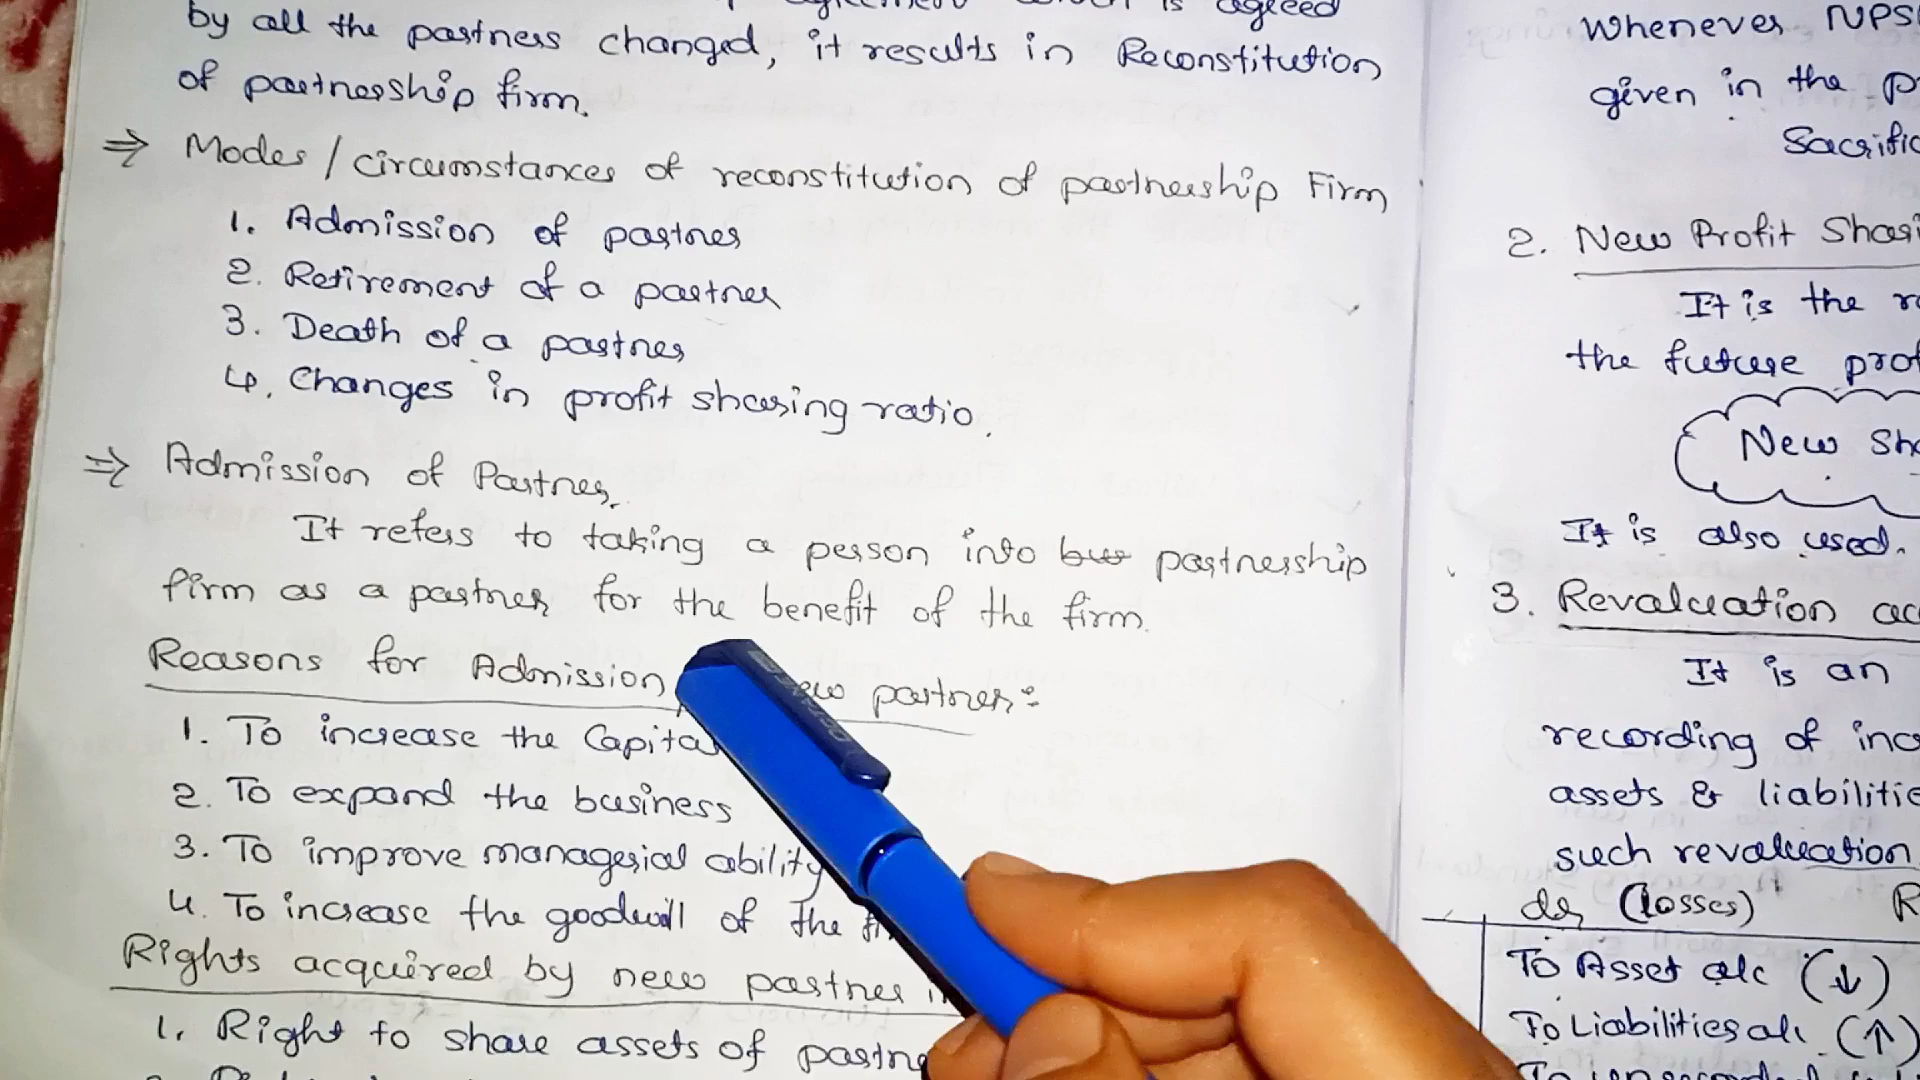 by all the partners changed, it results in Reconstitution
of partnership firm.
⇒ Modes / circumstances of reconstitution of partnership Firm
1. Admission of partner
2. Retirement of a partner
3. Death of a partner
4. Changes in profit sharing ratio.
⇒ Admission of Partner.
It refers to taking a person into partnership
firm as a partner for the benefit of the firm.
Reasons for Admission partner:
1. To increase the
2. To expand the business
3. To improve managerial ability
4. To increase the goodwill of the
Rights acquired by new partner
1. Right to share assets of
Whenever
given in the
2. New Profit
It is the
the future
New
It is also used.
3. Revaluation
It is an
recording of
assets &
such revaluation
dr (losses)
To Asset a/c (↓)
To Liabilities a/c (↑)